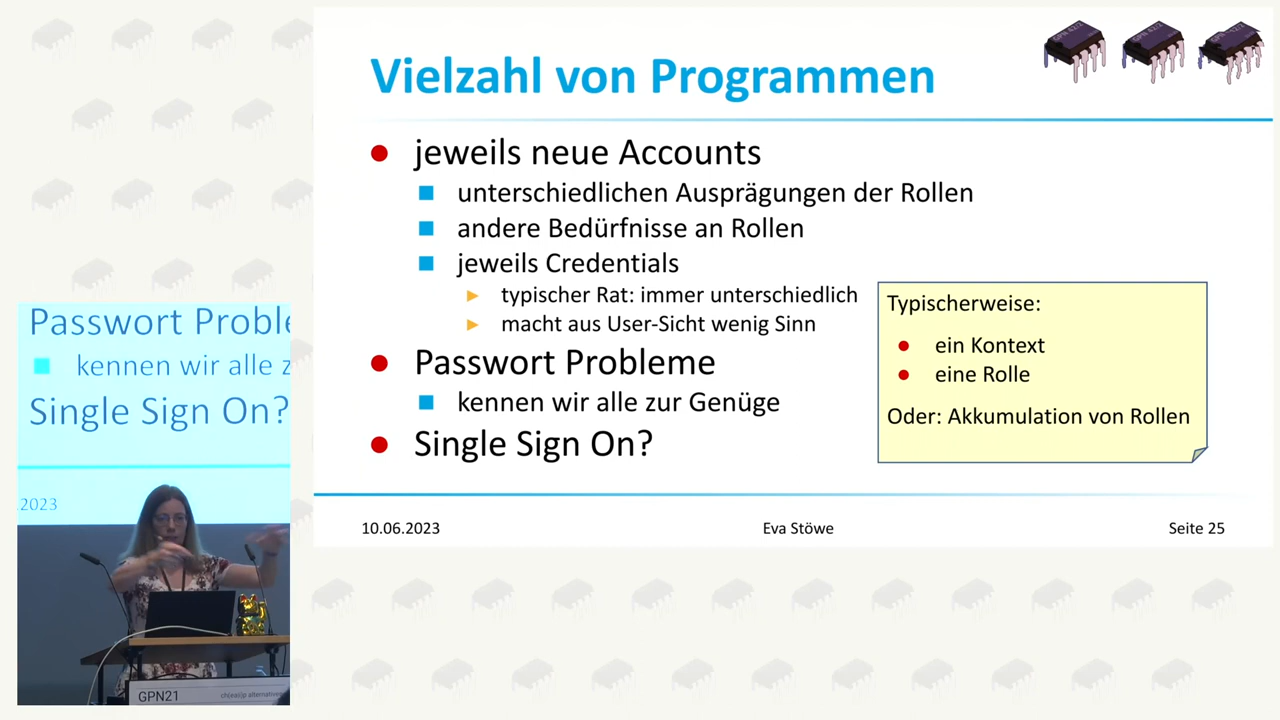 Vielzahl von Programmen
jeweils neue Accounts
unterschiedlichen Ausprägungen der Rollen
andere Bedürfnisse an Rollen
jeweils Credentials
typischer Rat: immer unterschiedlich
macht aus User-Sicht wenig Sinn
Passwort Probleme
kennen wir alle zur Genüge
Single Sign On?
Typischerweise:
ein Kontext
eine Rolle
Oder: Akkumulation von Rollen
10.06.2023
Eva Stöwe
Seite 25
Passwort Proble
kennen wir alle z
Single Sign On?
.2023
GPN21